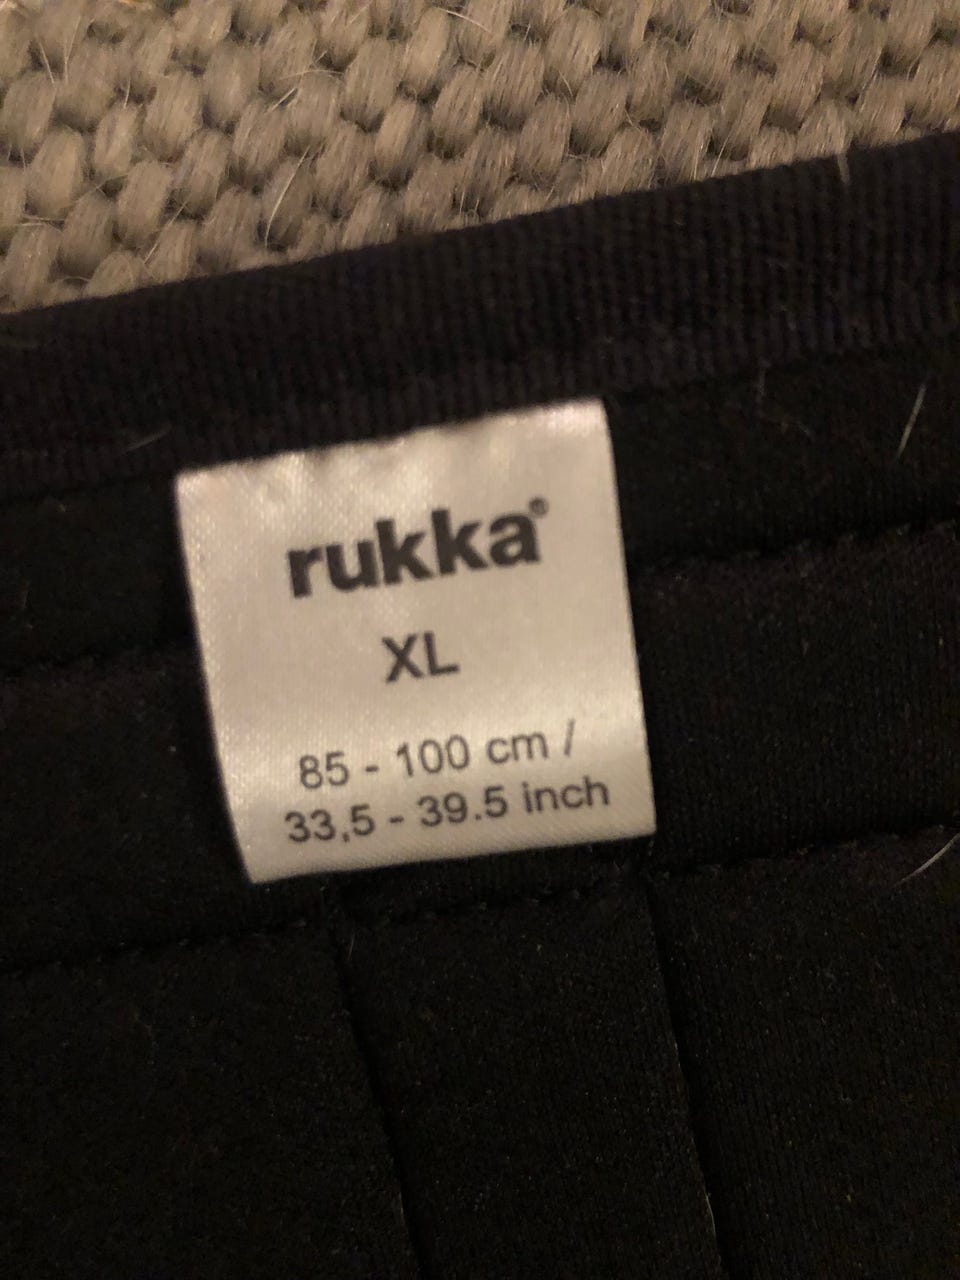 rukka®
XL
85 - 100 cm /
33,5 - 39.5 inch